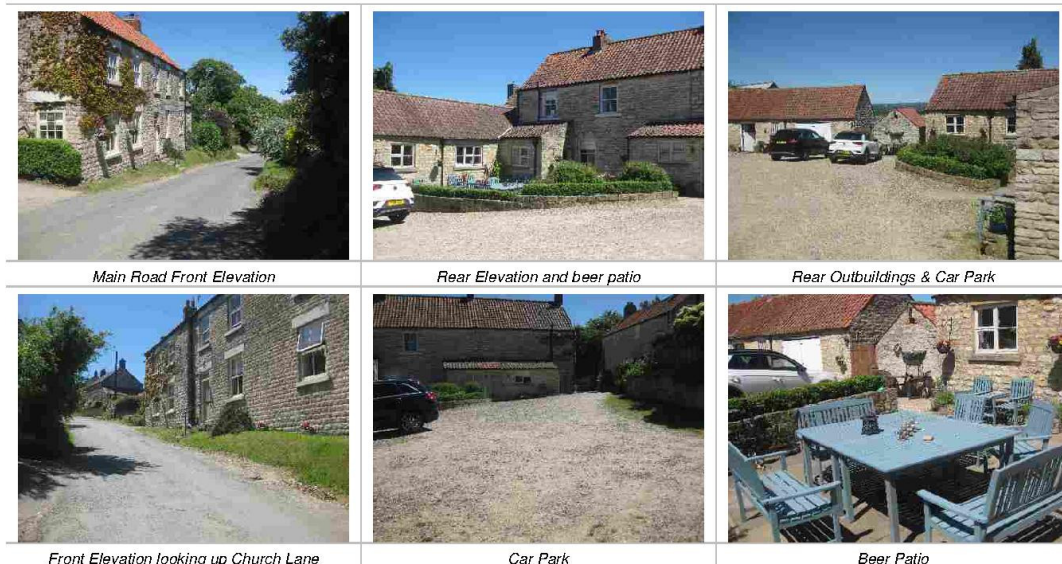 Main Road Front Elevation
Rear Elevation and beer patio
Rear Outbuildings & Car Park
Front Elevation looking up Church Lane
Car Park
Beer Patio